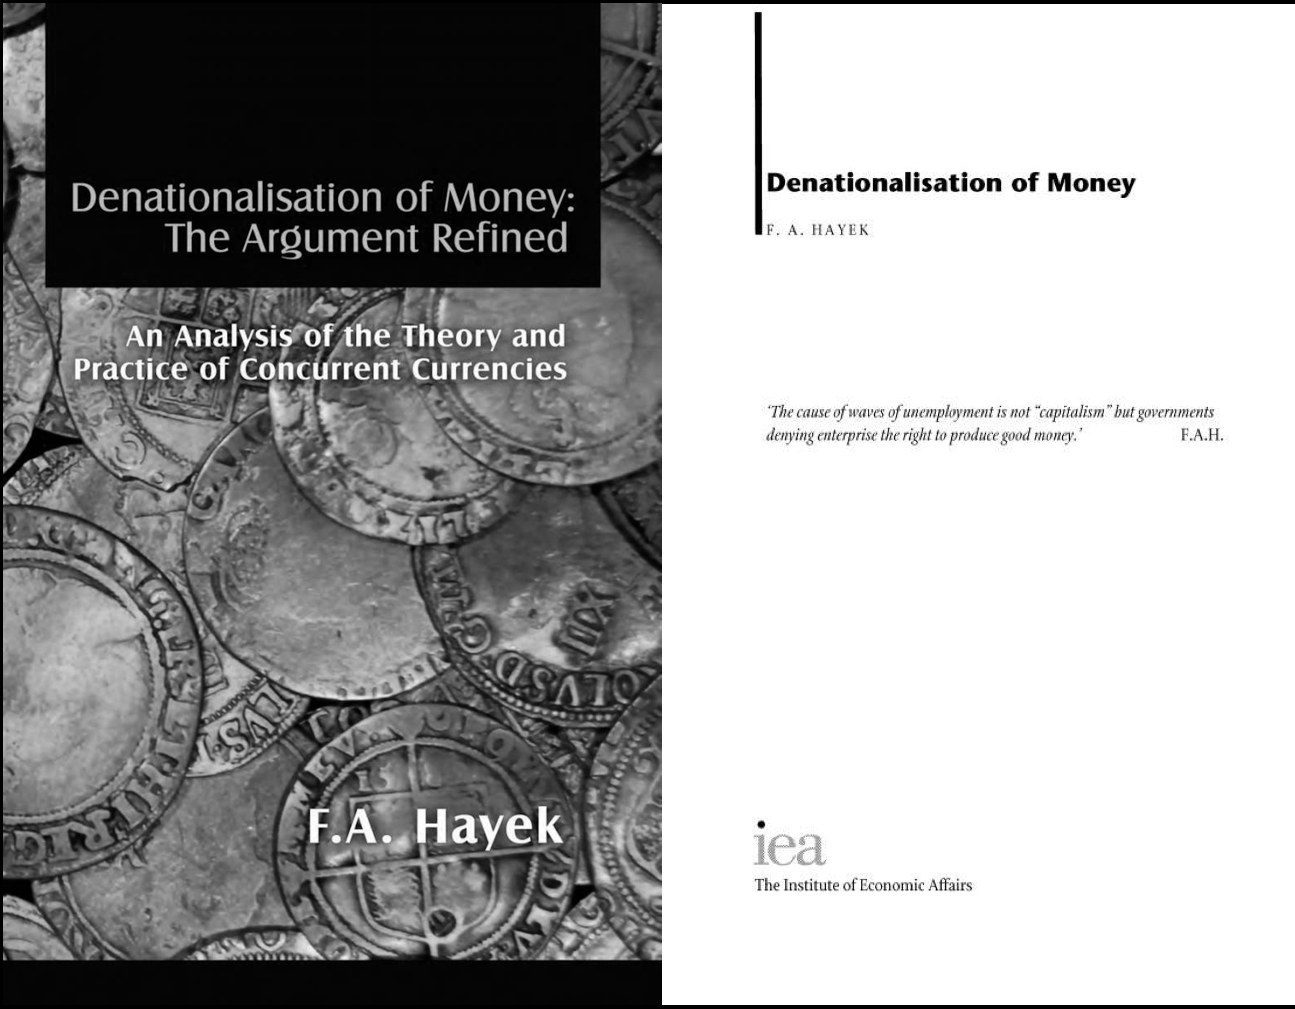 Denationalisation of Money:
The Argument Refined
An Analysis of the Theory and
Practice of Concurrent Currencies
F.A. Hayek
Denationalisation of Money
F. A. HAYEK
‘The cause of waves of unemployment is not “capitalism” but governments
denying enterprise the right to produce good money.’ F.A.H.
iea
The Institute of Economic Affairs